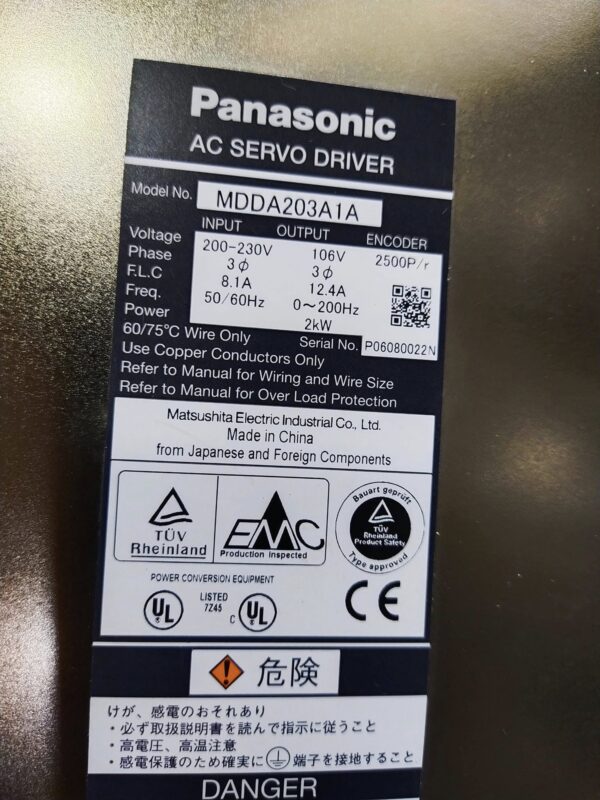 Panasonic
AC SERVO DRIVER
Model No. MDDA203A1A
INPUT OUTPUT ENCODER
Voltage 200-230V 106V 2500P/r
Phase 3φ 3φ
F.L.C 8.1A 12.4A
Freq. 50/60Hz 0~200Hz
Power 2kW
60/75°C Wire Only Serial No. P06080022N
Use Copper Conductors Only
Refer to Manual for Wiring and Wire Size
Refer to Manual for Over Load Protection
Matsushita Electric Industrial Co., Ltd.
Made in China
from Japanese and Foreign Components
TÜV
Rheinland
EMC
Production inspected
Bauart geprüft
TÜV
Rheinland
Product Safety
Type approved
POWER CONVERSION EQUIPMENT
UL LISTED 7Z45 C UL CE
危険
けが、感電のおそれあり
・必ず取扱説明書を読んで指示に従うこと
・高電圧、高温注意
・感電保護のため確実に端子を接地すること
DANGER